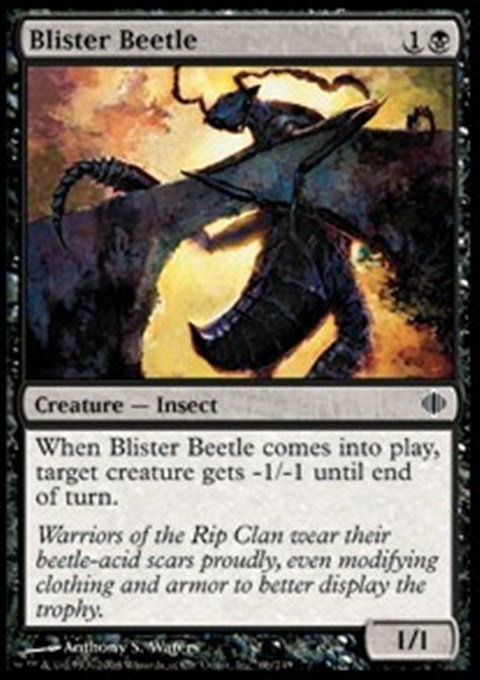 Blister Beetle 1
Creature — Insect
When Blister Beetle comes into play,
target creature gets -1/-1 until end
of turn.
Warriors of the Rip Clan wear their
beetle-acid scars proudly, even modifying
clothing and armor to better display the
trophy.
Anthony S. Waters
1/1